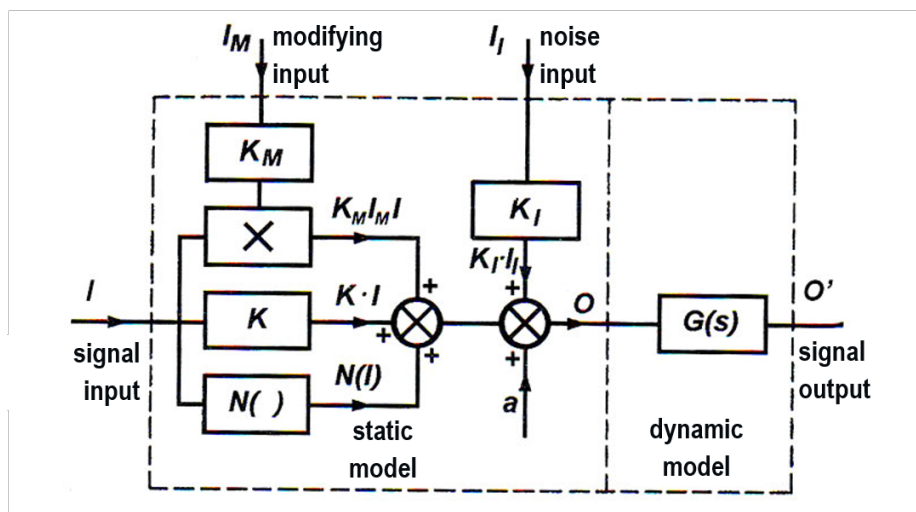 I_M modifying
input
I_I noise
input
K_M
×
K_M I_M I
K_I
K_I·I_I
I
signal
input
K
K·I
+
+
+
+
+
O
G(s)
O'
signal
output
N( )
N(I)
a
static
model
dynamic
model